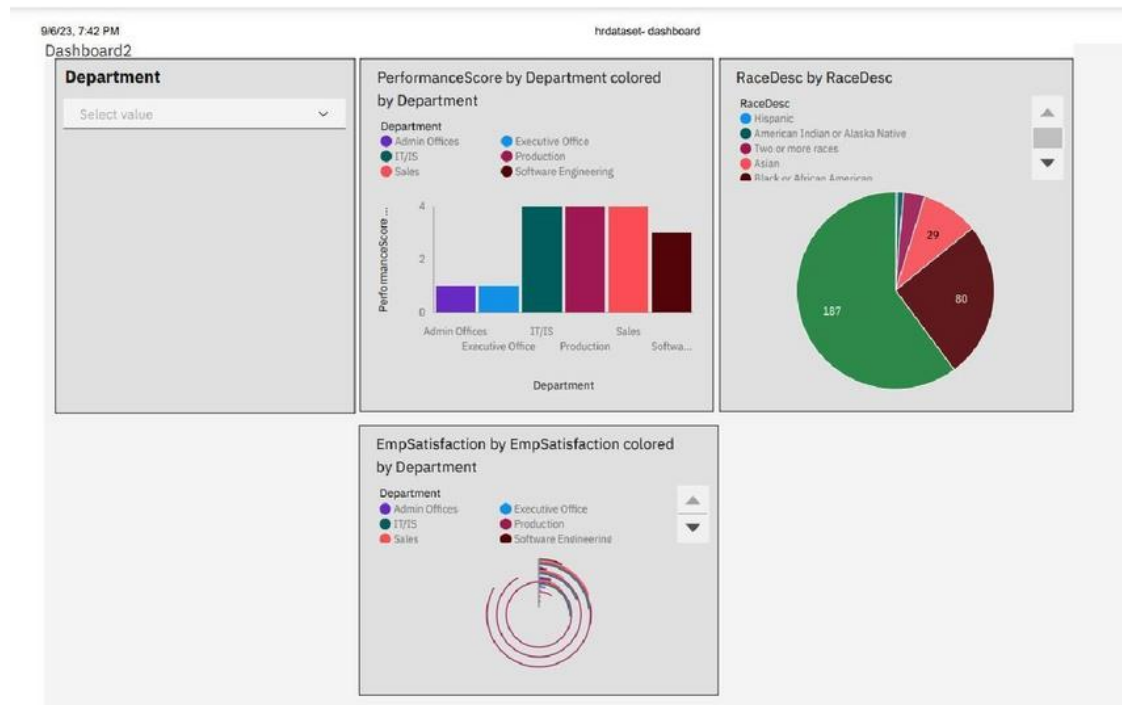 9/6/23, 7:42 PM
hrdataset- dashboard
Dashboard2
Department
Select value
PerformanceScore by Department colored
by Department
Department
Admin Offices
Executive Office
IT/IS
Production
Sales
Software Engineering
PerformanceScore ...
4
2
0
Admin Offices
IT/IS
Sales
Executive Office
Production
Softwa...
Department
RaceDesc by RaceDesc
RaceDesc
Hispanic
American Indian or Alaska Native
Two or more races
Asian
Black or African American
29
80
187
EmpSatisfaction by EmpSatisfaction colored
by Department
Department
Admin Offices
Executive Office
IT/IS
Production
Sales
Software Engineering